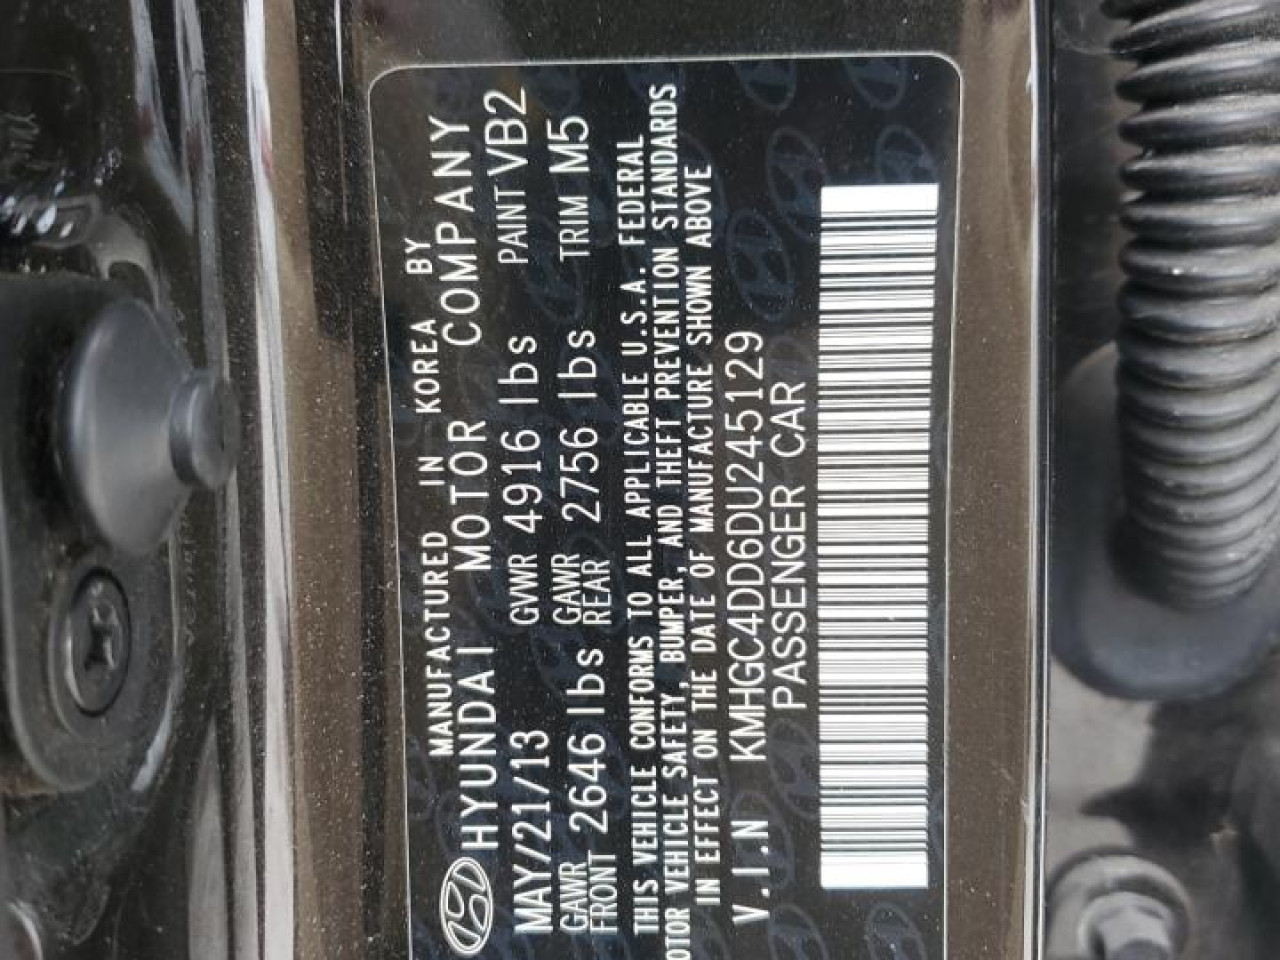 MANUFACTURED IN KOREA BY
HYUNDAI MOTOR COMPANY
MAY/21/13 GVWR 4916 lbs PAINT VB2
GAWR FRONT 2646 lbs GAWR REAR 2756 lbs TRIM M5
THIS VEHICLE CONFORMS TO ALL APPLICABLE U.S.A. FEDERAL
OTOR VEHICLE SAFETY, BUMPER, AND THEFT PREVENTION STANDARDS
IN EFFECT ON THE DATE OF MANUFACTURE SHOWN ABOVE
V.I.N KMHGC4DD6DU245129
PASSENGER CAR